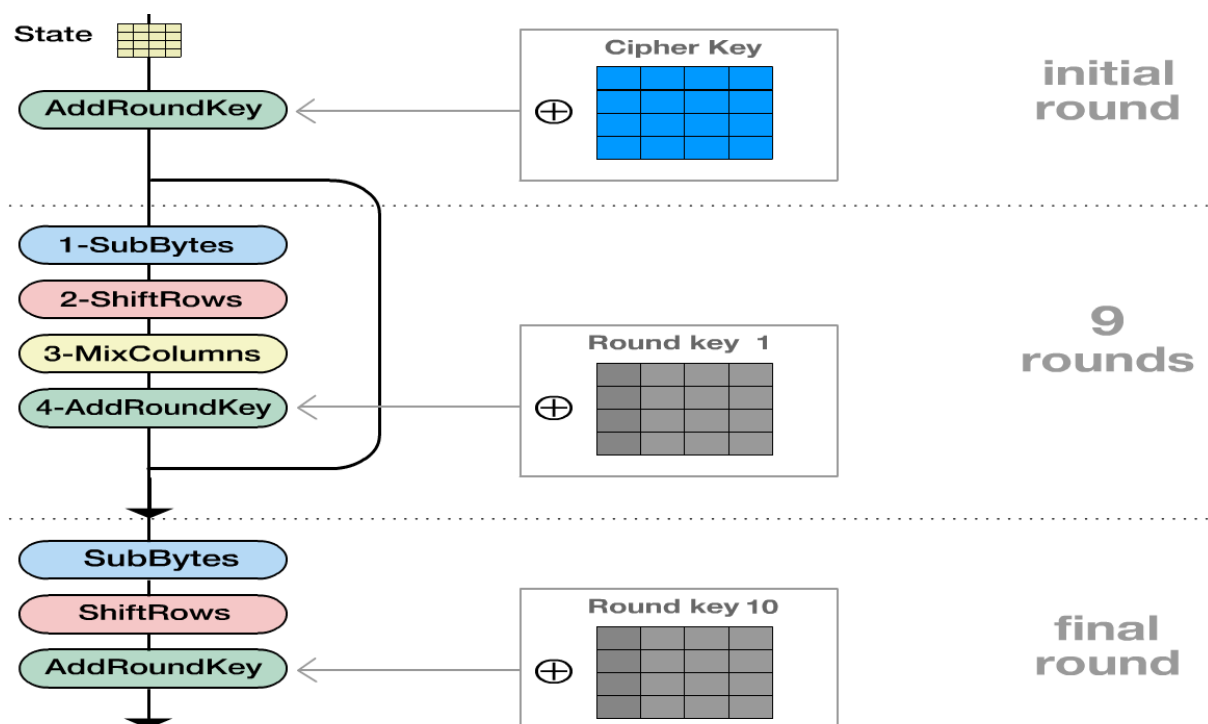 State
Cipher Key
initial
round
AddRoundKey
1-SubBytes
2-ShiftRows
3-MixColumns
4-AddRoundKey
Round key 1
9
rounds
SubBytes
ShiftRows
AddRoundKey
Round key 10
final
round